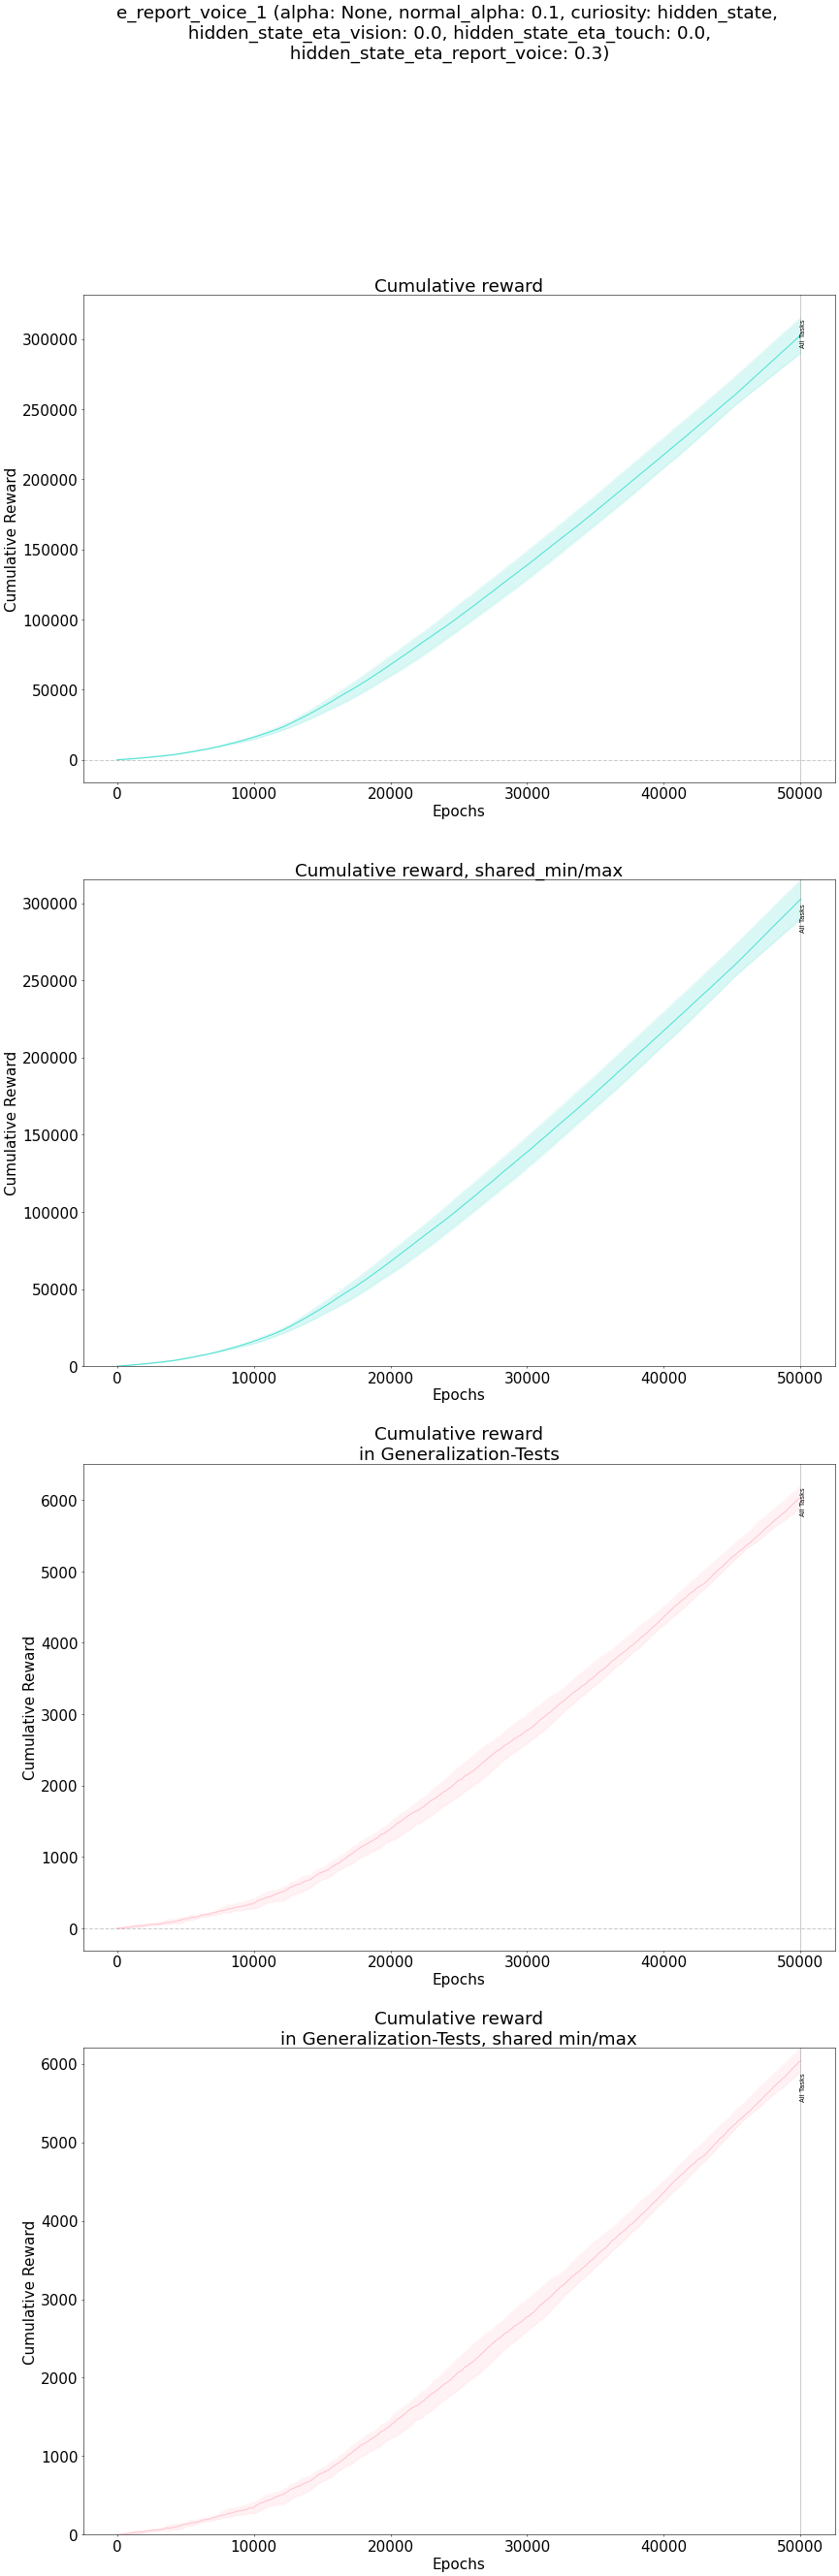 e_report_voice_1 (alpha: None, normal_alpha: 0.1, curiosity: hidden_state,
hidden_state_eta_vision: 0.0, hidden_state_eta_touch: 0.0,
hidden_state_eta_report_voice: 0.3)
Cumulative reward
300000
250000
200000
150000
100000
50000
0
Cumulative Reward
All Tasks
0 10000 20000 30000 40000 50000
Epochs
Cumulative reward, shared_min/max
300000
250000
200000
150000
100000
50000
0
Cumulative Reward
All Tasks
0 10000 20000 30000 40000 50000
Epochs
Cumulative reward
in Generalization-Tests
6000
5000
4000
3000
2000
1000
0
Cumulative Reward
All Tasks
0 10000 20000 30000 40000 50000
Epochs
Cumulative reward
in Generalization-Tests, shared min/max
6000
5000
4000
3000
2000
1000
0
Cumulative Reward
All Tasks
0 10000 20000 30000 40000 50000
Epochs